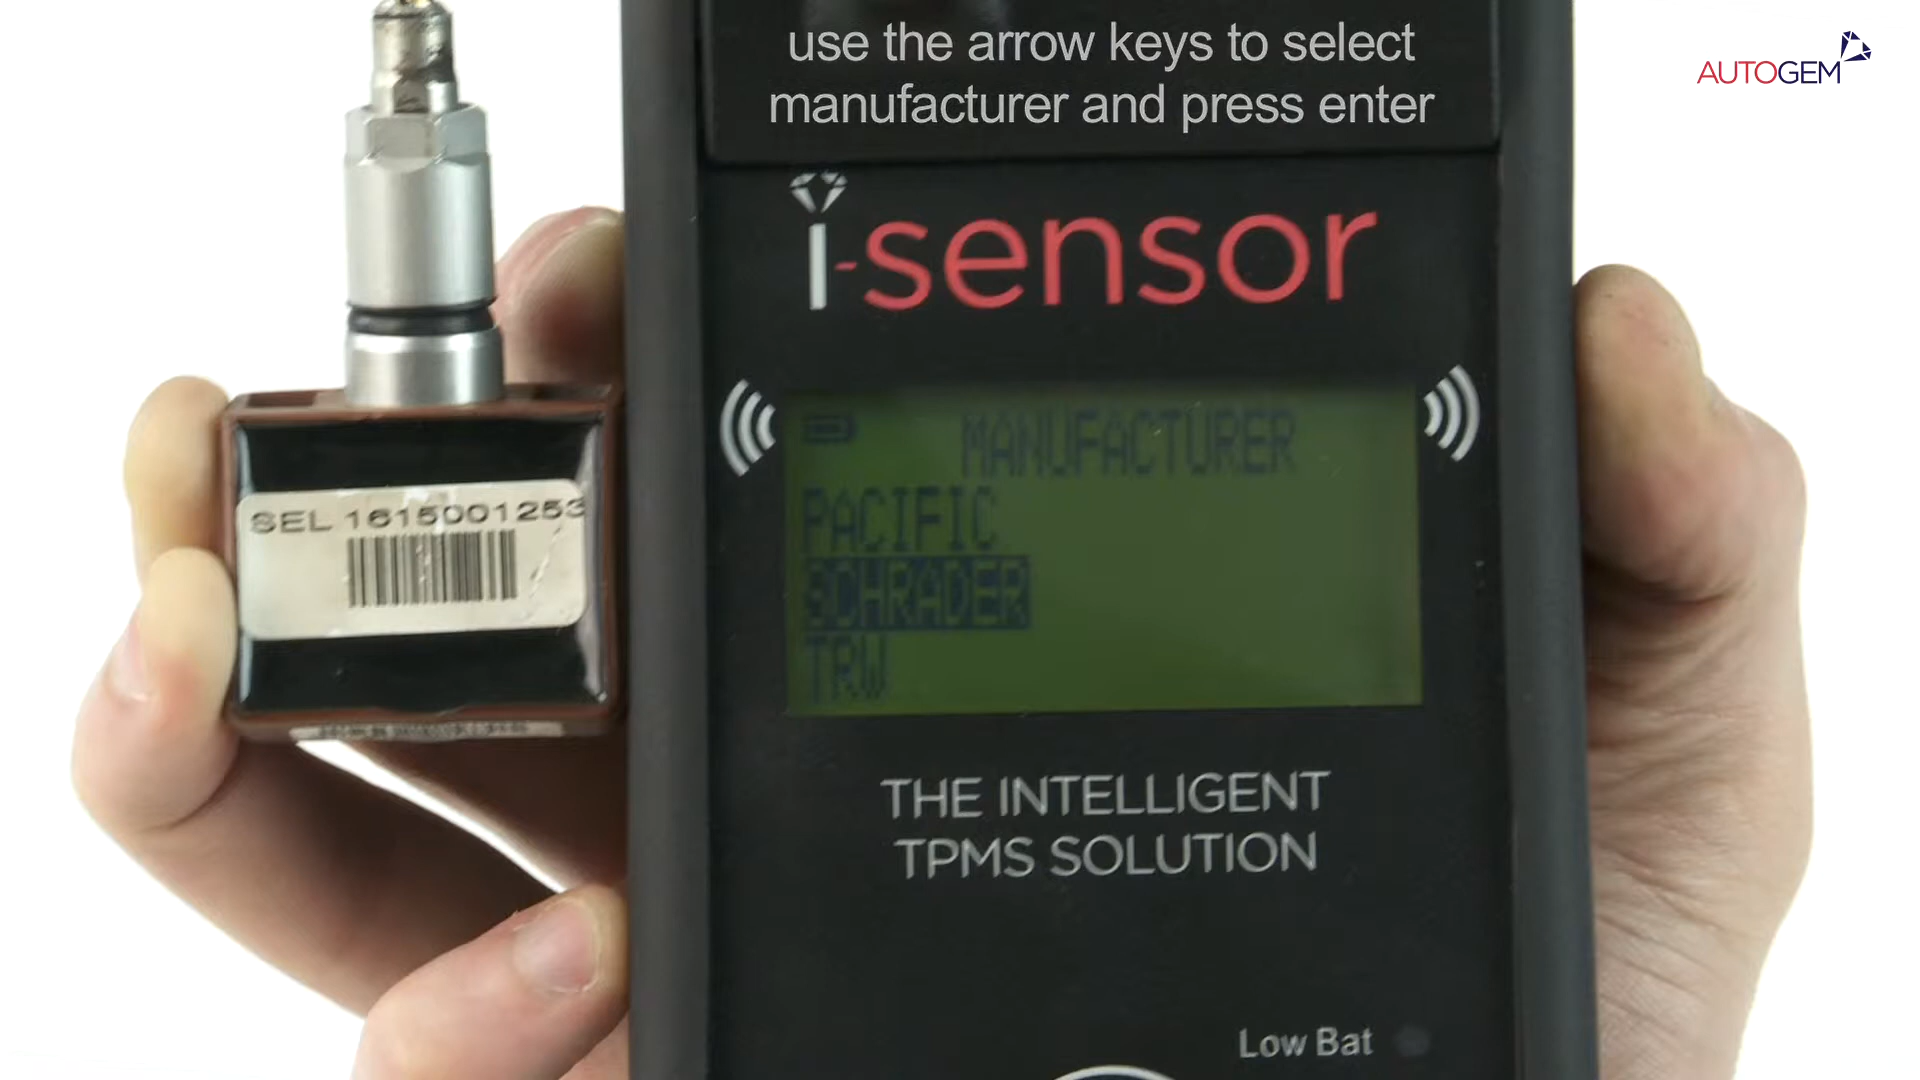 use the arrow keys to select
manufacturer and press enter
AUTOGEM
i-sensor
MANUFACTURER
PACIFIC
SCHRADER
TRW
SEL 1615001253
THE INTELLIGENT
TPMS SOLUTION
Low Bat